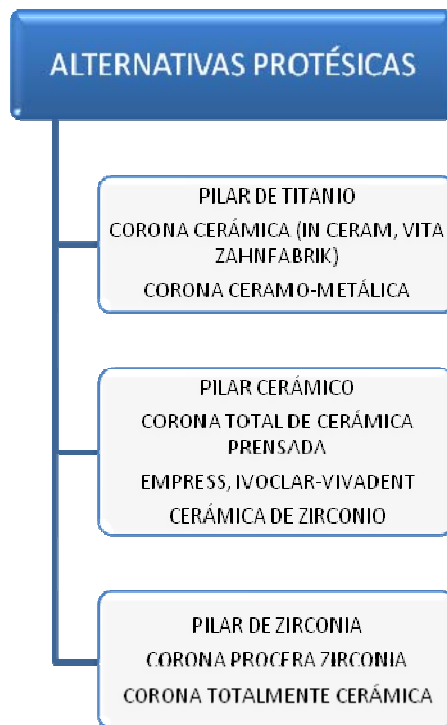 ALTERNATIVAS PROTÉSICAS
PILAR DE TITANIO
CORONA CERÁMICA (IN CERAM, VITA
ZAHNFABRIK)
CORONA CERAMO-METÁLICA
PILAR CERÁMICO
CORONA TOTAL DE CERÁMICA
PRENSADA
EMPRESS, IVOCLAR-VIVADENT
CERÁMICA DE ZIRCONIO
PILAR DE ZIRCONIA
CORONA PROCERA ZIRCONIA
CORONA TOTALMENTE CERÁMICA